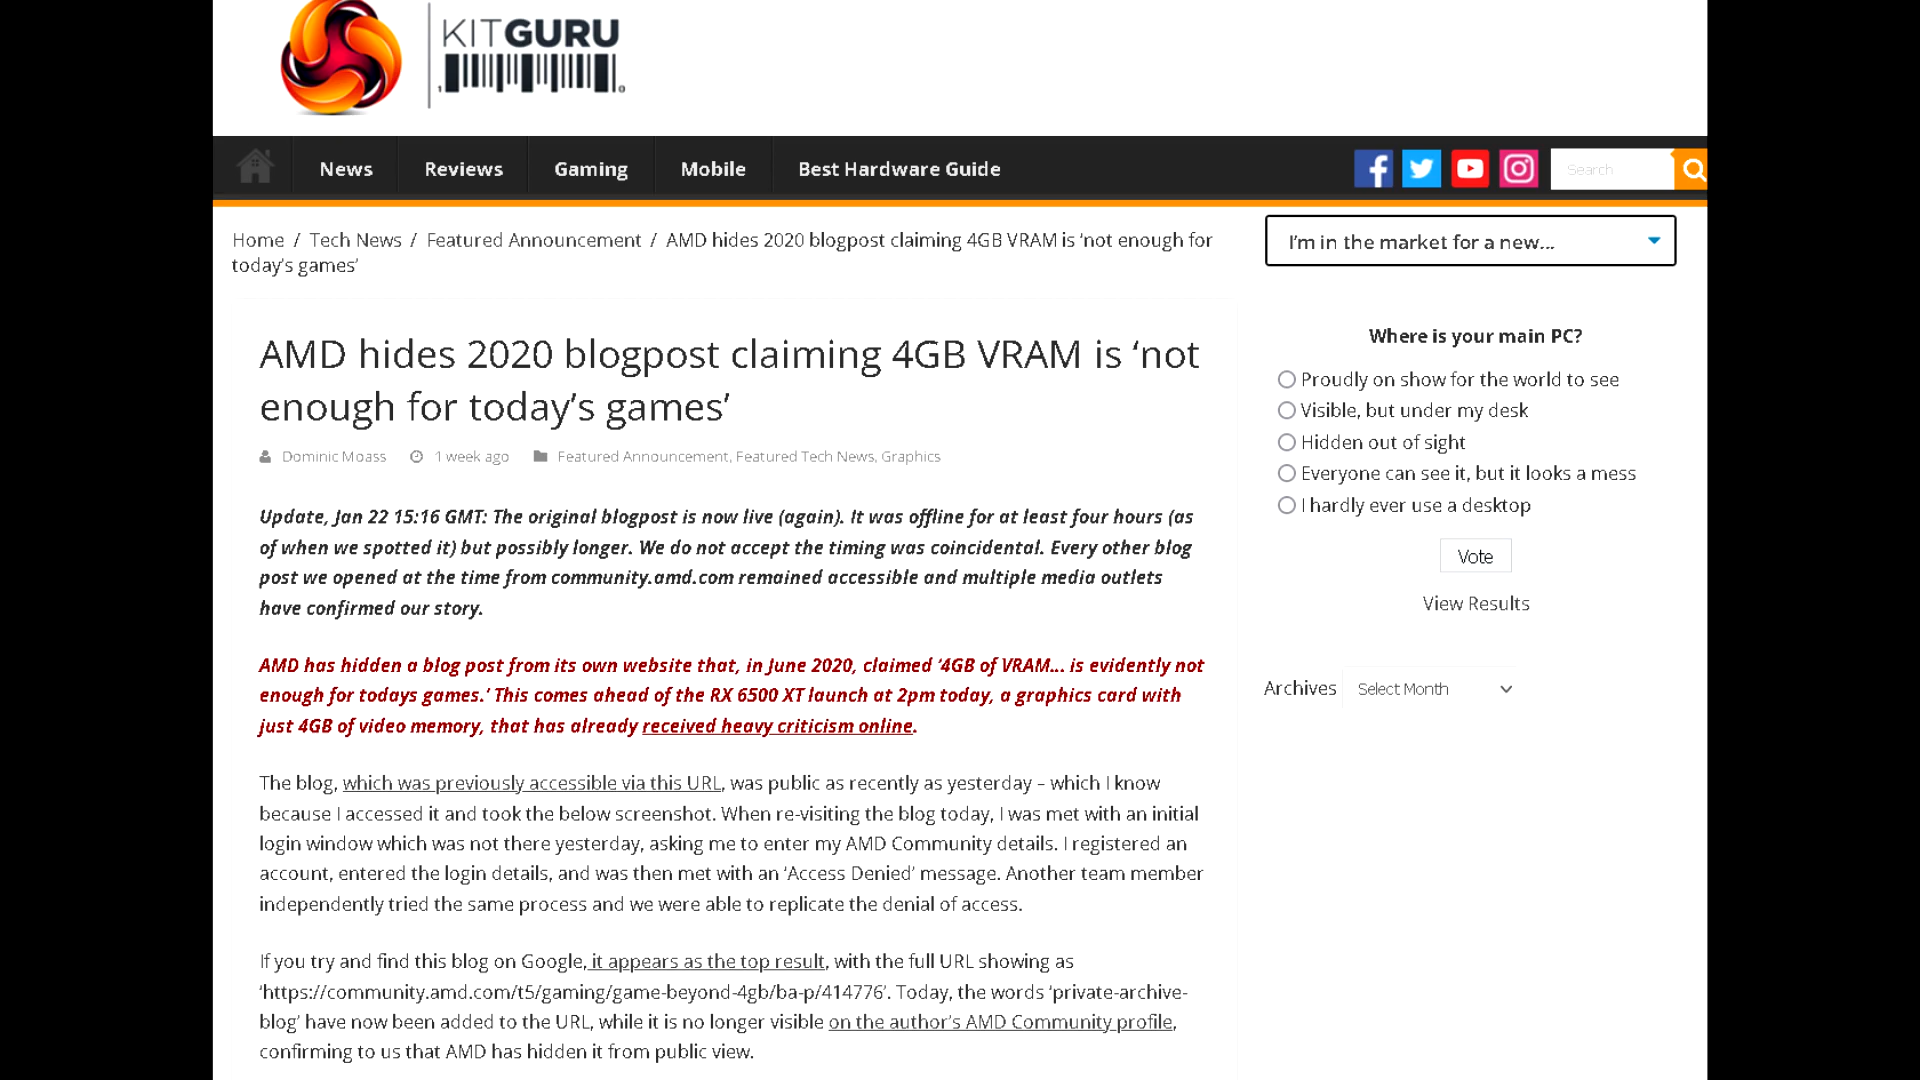 KITGURU
News
Reviews
Gaming
Mobile
Best Hardware Guide
Search
Home / Tech News / Featured Announcement / AMD hides 2020 blogpost claiming 4GB VRAM is ‘not enough for
today’s games’
AMD hides 2020 blogpost claiming 4GB VRAM is ‘not
enough for today’s games’
Dominic Moass 1 week ago Featured Announcement, Featured Tech News, Graphics
Update, Jan 22 15:16 GMT: The original blogpost is now live (again). It was offline for at least four hours (as
of when we spotted it) but possibly longer. We do not accept the timing was coincidental. Every other blog
post we opened at the time from community.amd.com remained accessible and multiple media outlets
have confirmed our story.
AMD has hidden a blog post from its own website that, in June 2020, claimed ‘4GB of VRAM... is evidently not
enough for todays games.’ This comes ahead of the RX 6500 XT launch at 2pm today, a graphics card with
just 4GB of video memory, that has already received heavy criticism online.
The blog, which was previously accessible via this URL, was public as recently as yesterday – which I know
because I accessed it and took the below screenshot. When re-visiting the blog today, I was met with an initial
login window which was not there yesterday, asking me to enter my AMD Community details. I registered an
account, entered the login details, and was then met with an ‘Access Denied’ message. Another team member
independently tried the same process and we were able to replicate the denial of access.
If you try and find this blog on Google, it appears as the top result, with the full URL showing as
‘https://community.amd.com/t5/gaming/game-beyond-4gb/ba-p/414776’. Today, the words ‘private-archive-
blog’ have now been added to the URL, while it is no longer visible on the author’s AMD Community profile,
confirming to us that AMD has hidden it from public view.
I’m in the market for a new...
Where is your main PC?
Proudly on show for the world to see
Visible, but under my desk
Hidden out of sight
Everyone can see it, but it looks a mess
I hardly ever use a desktop
Vote
View Results
Archives Select Month